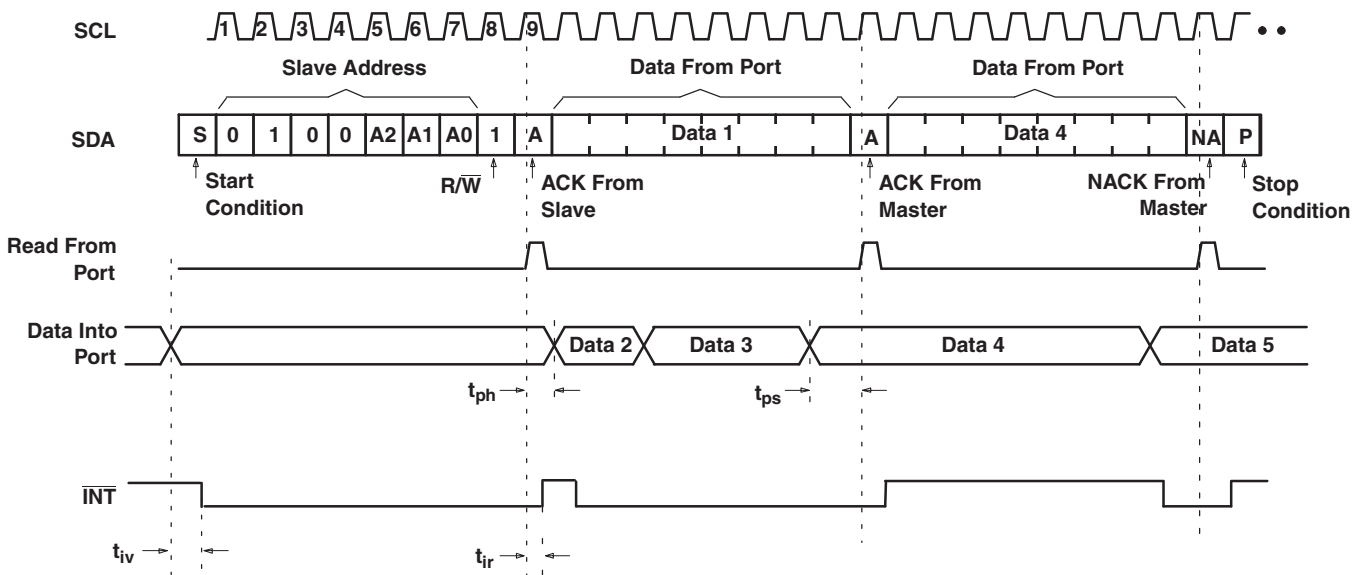 SCL
1 2 3 4 5 6 7 8 9
Slave Address
Data From Port
Data From Port
SDA
S 0 1 0 0 A2 A1 A0 1 A Data 1 A Data 4 NA P
Start
Condition
R/W̅
ACK From
Slave
ACK From
Master
NACK From
Master
Stop
Condition
Read From
Port
Data Into
Port
Data 2
Data 3
Data 4
Data 5
tph
tps
I̅N̅T̅
tiv
tir